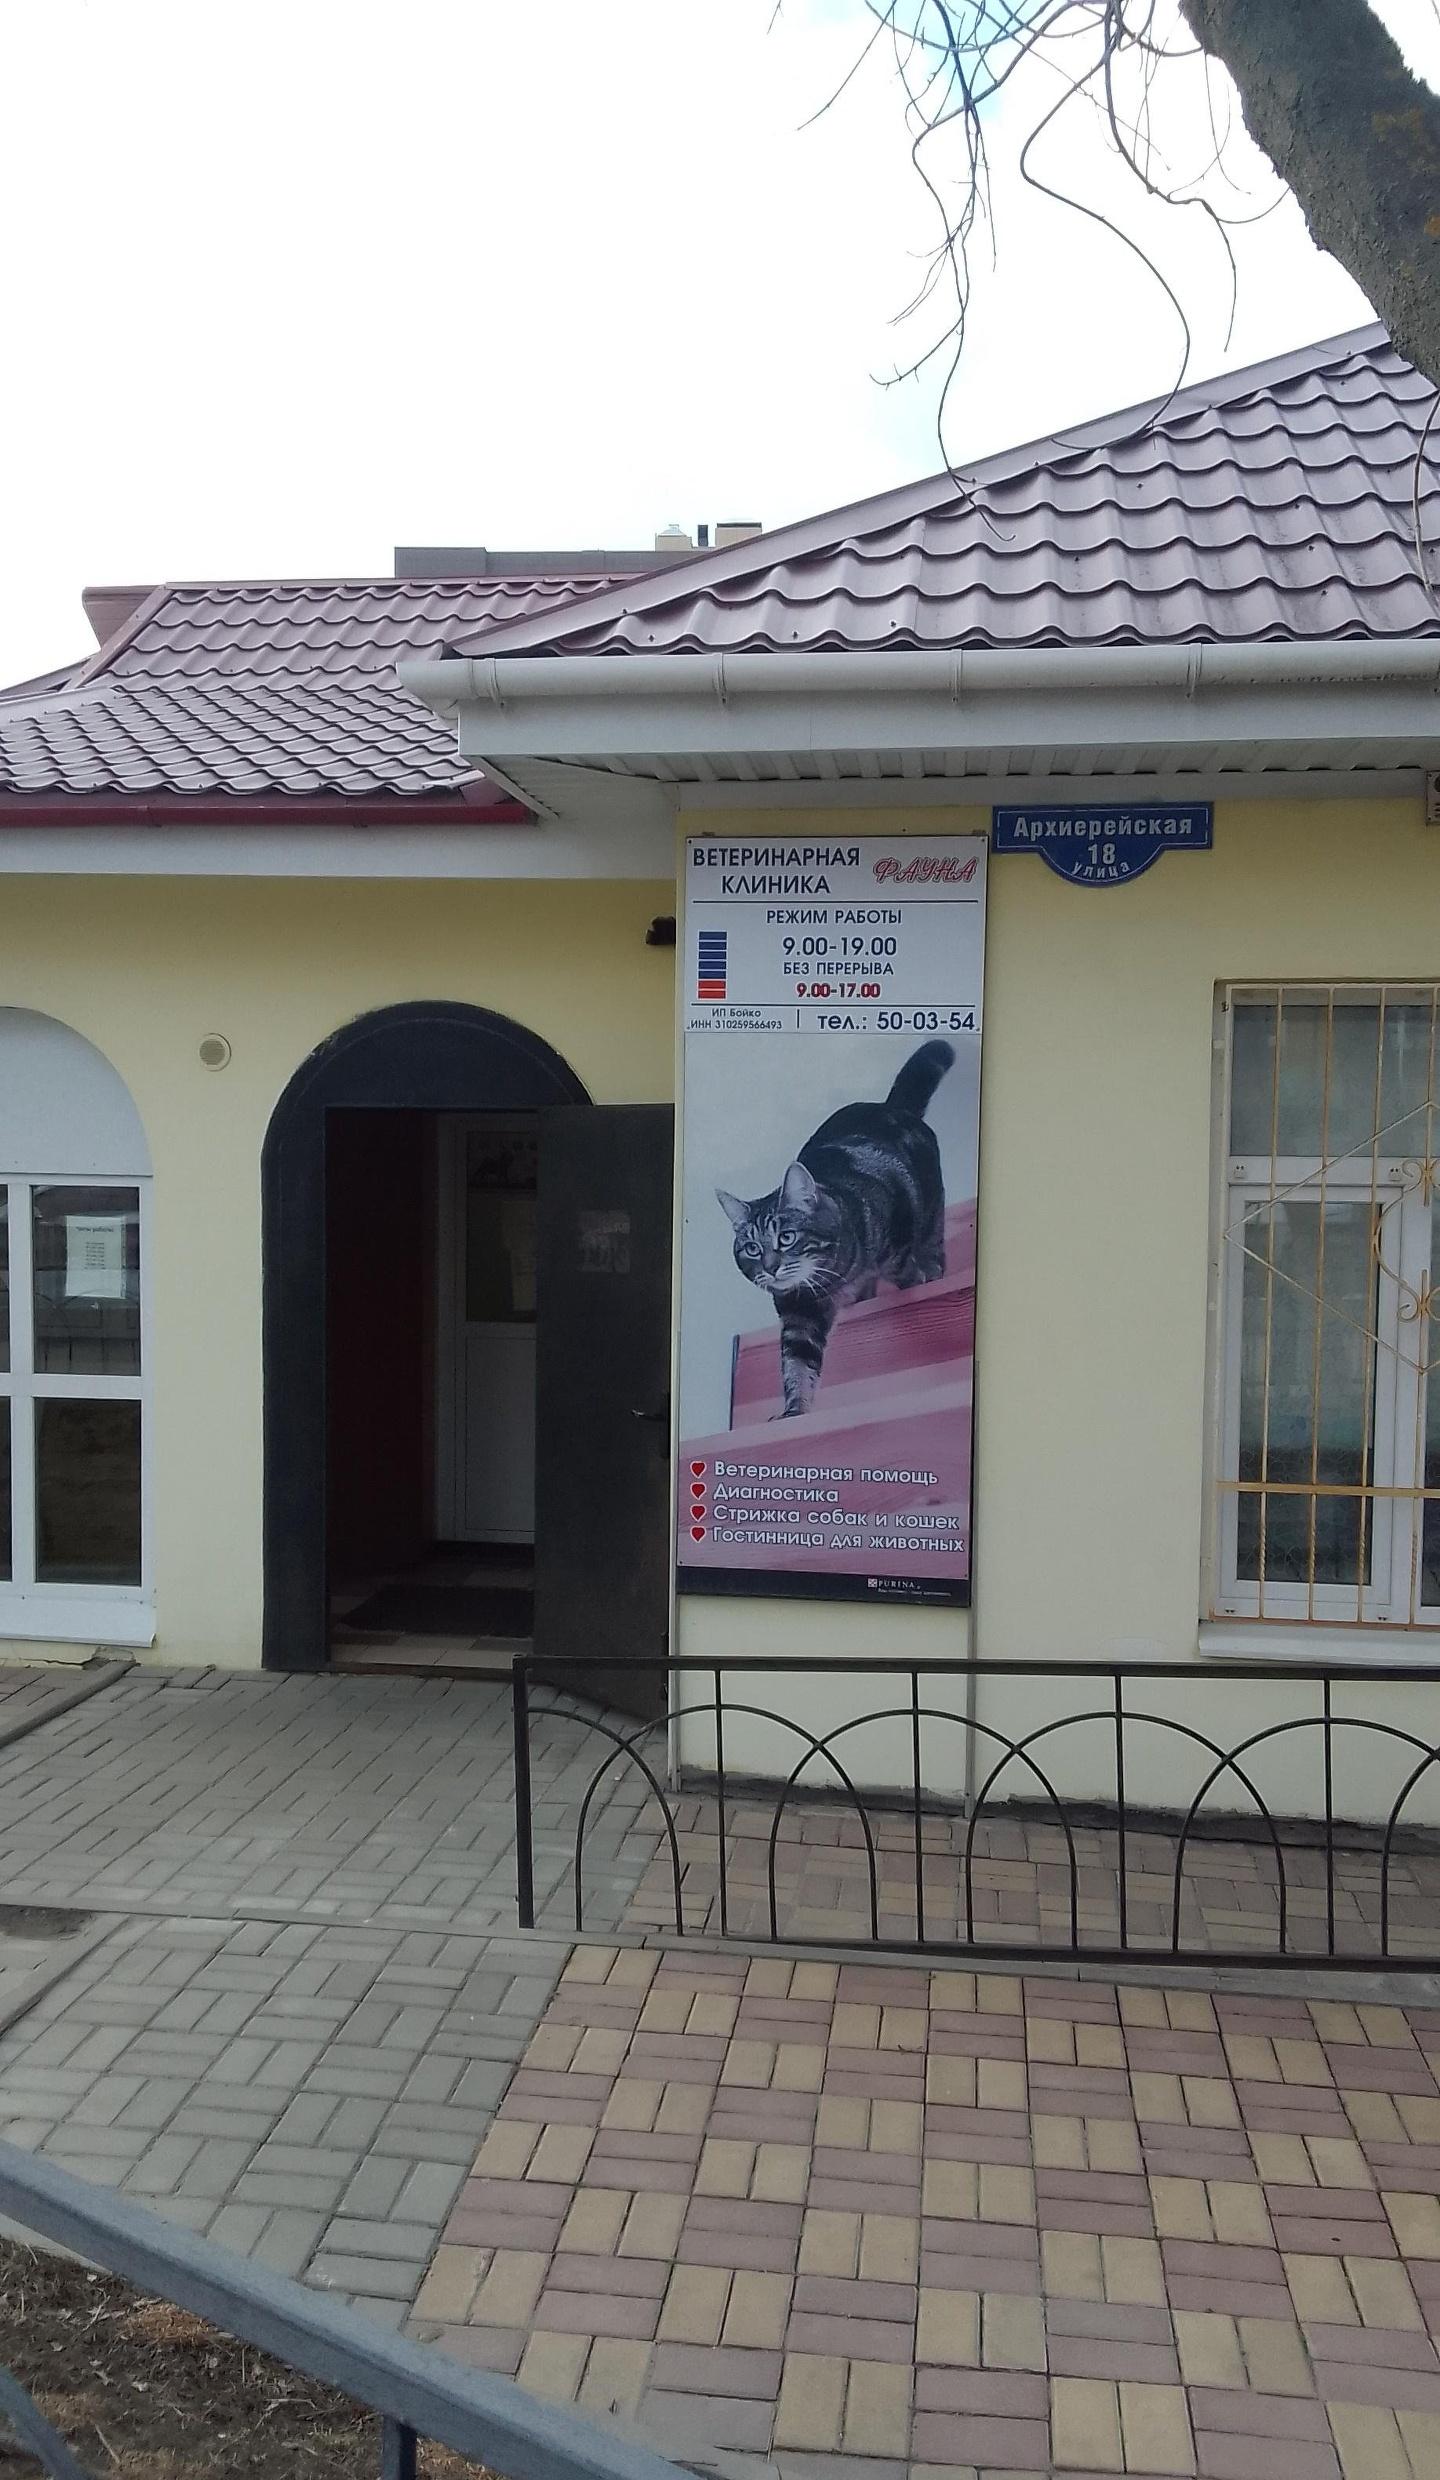 Архиерейская
18
улица
ВЕТЕРИНАРНАЯ
КЛИНИКА
ФАУНА
РЕЖИМ РАБОТЫ
9.00-19.00
БЕЗ ПЕРЕРЫВА
9.00-17.00
ИП Бойко
ИНН 310259566493
тел.: 50-03-54
Ветеринарная помощь
Диагностика
Стрижка собак и кошек
Гостинница для животных
PURINA